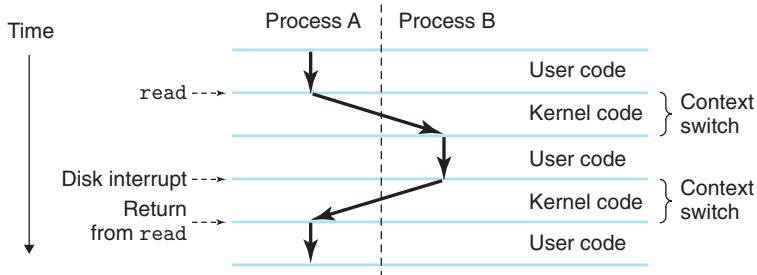 Process A
Process B
Time
User code
read
Kernel code
Context
switch
User code
Disk interrupt
Kernel code
Context
switch
Return
from read
User code